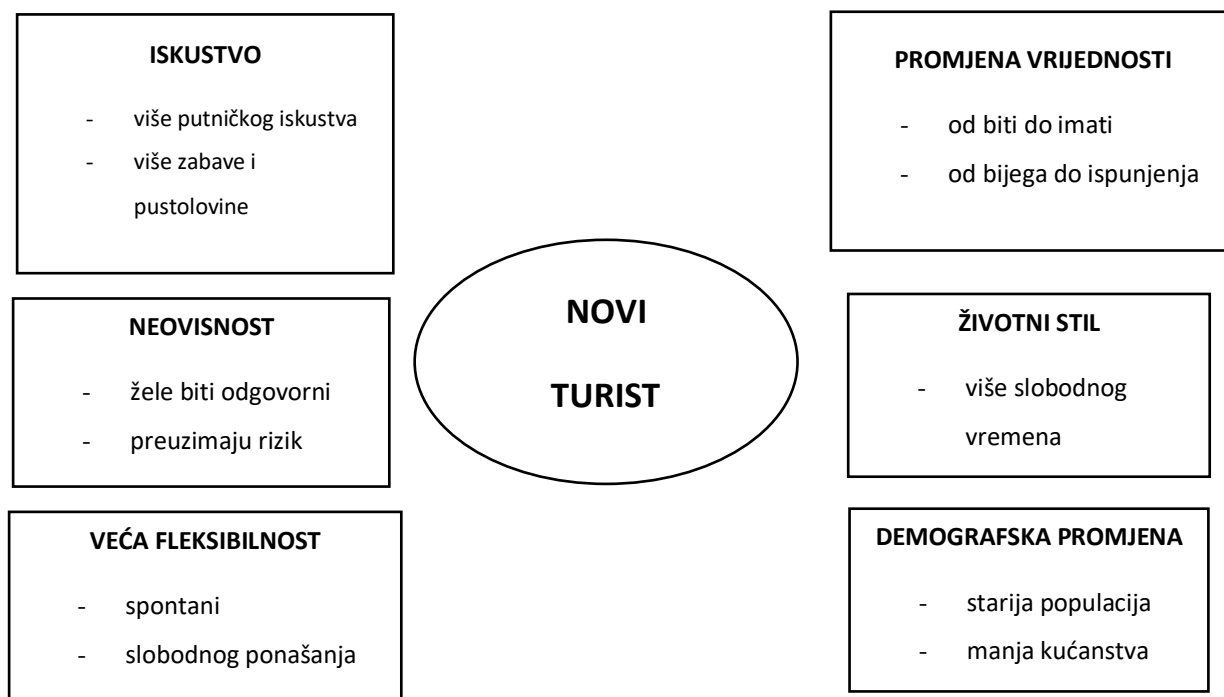 ISKUSTVO
- više putničkog iskustva
- više zabave i
pustolovine
NEOVISNOST
- žele biti odgovorni
- preuzimaju rizik
VEĆA FLEKSIBILNOST
- spontani
- slobodnog ponašanja
NOVI
TURIST
PROMJENA VRIJEDNOSTI
- od biti do imati
- od bijega do ispunjenja
ŽIVOTNI STIL
- više slobodnog
vremena
DEMOGRAFSKA PROMJENA
- starija populacija
- manja kućanstva